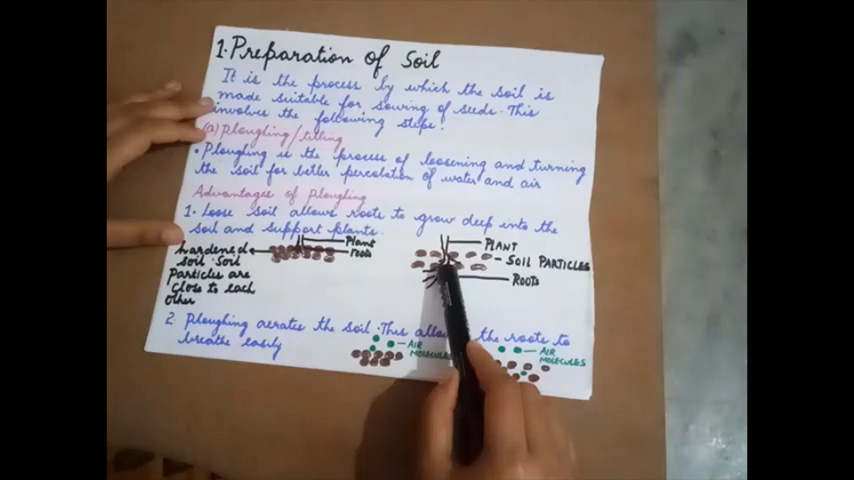 1. Preparation of Soil
It is the process by which the soil is
made suitable for sowing of seeds. This
involves the following steps:
(a) Ploughing/tilling
• Ploughing is the process of loosening and turning
the soil for better percolation of water and air
Advantages of Ploughing
1. Loose soil allows roots to grow deep into the
soil and support plants.
hardened
soil. Soil
particles are
close to each
other
Plant
roots
PLANT
SOIL PARTICLES
ROOTS
2. Ploughing aerates the soil. This the roots to
breathe easily
AIR
MOLECULES
AIR
MOLECULES